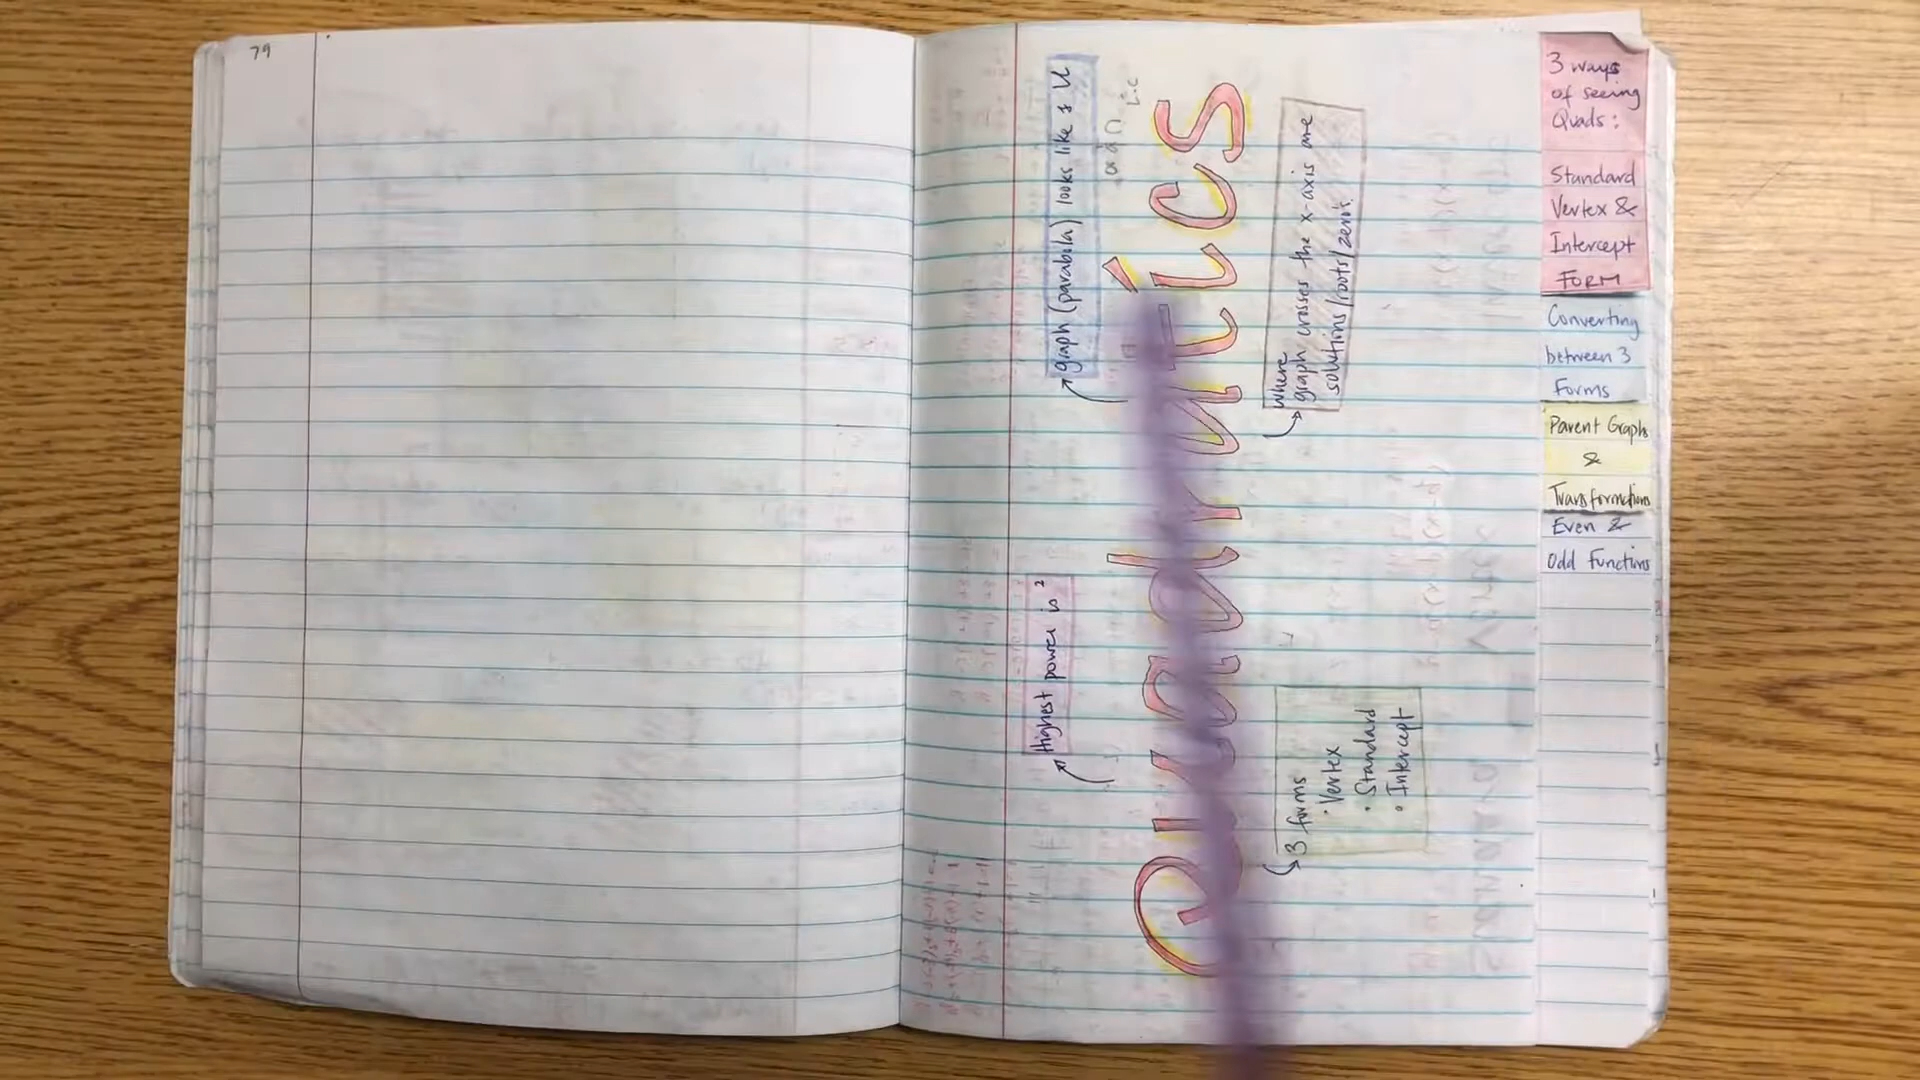 79
Quadratics
Highest power is ²
graph (parabola) looks like a U
3 forms
• Vertex
• Standard
• Intercept
where
graph crosses the x-axis are
solutions/roots/zero's.
3 ways
of seeing
Quads:
Standard
Vertex &
Intercept
FORM
Converting
between 3
Forms
Parent Graphs
&
Transformations
Even &
Odd Functions